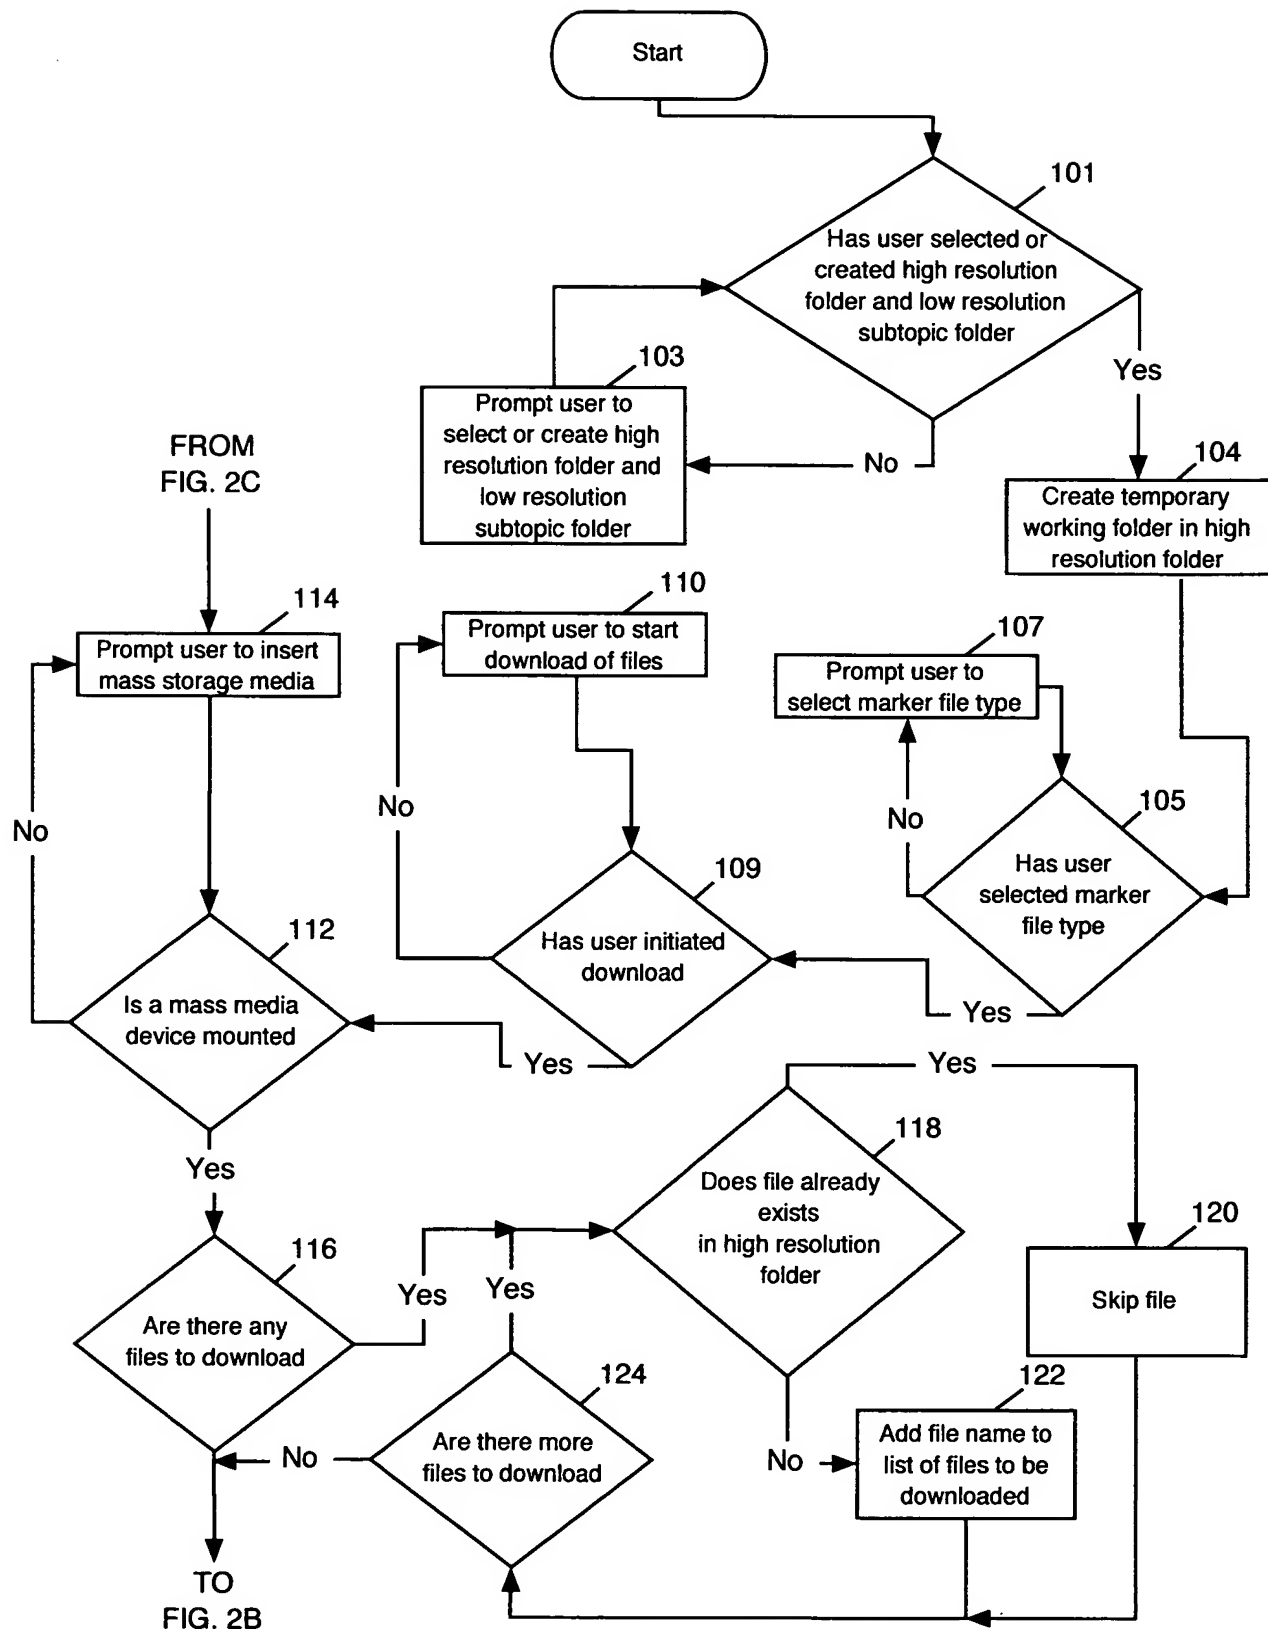 Start
101
Has user selected or
created high resolution
folder and low resolution
subtopic folder
Yes
No
103
Prompt user to
select or create high
resolution folder and
low resolution
subtopic folder
104
Create temporary
working folder in high
resolution folder
FROM
FIG. 2C
114
Prompt user to insert
mass storage media
110
Prompt user to start
download of files
107
Prompt user to
select marker file type
No
No
No
105
Has user
selected marker
file type
109
Has user initiated
download
112
Is a mass media
device mounted
Yes
Yes
Yes
Yes
118
Does file already
exists
in high resolution
folder
120
Skip file
116
Are there any
files to download
Yes
Yes
124
Are there more
files to download
No
No
122
Add file name to
list of files to be
downloaded
TO
FIG. 2B